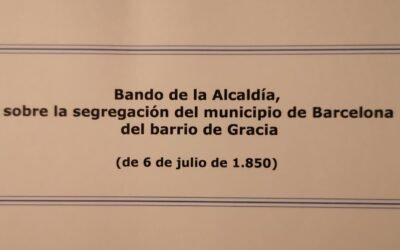 Bando de la Alcaldía,
sobre la segregación del municipio de Barcelona
del barrio de Gracia
(de 6 de julio de 1.850)